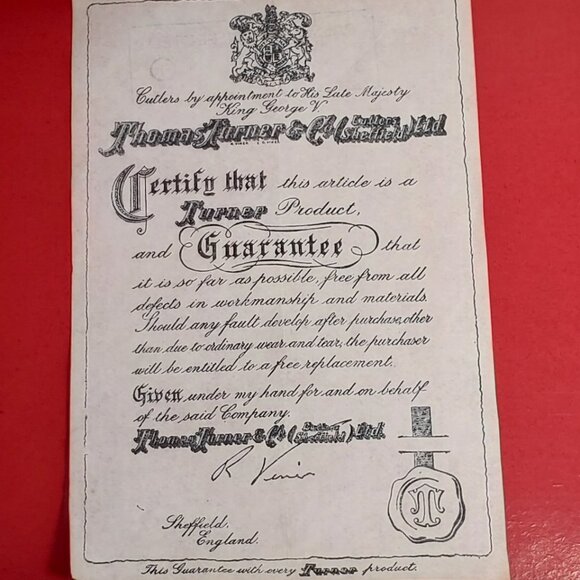 Cutlers by appointment to His Late Majesty
King George V.
Thomas Turner & Co (Cutlers Sheffield) Ltd
Certify that this article is a
Turner Product,
and Guarantee that
it is so far as possible, free from all
defects in workmanship and materials.
Should any fault develop after purchase, other
than due to ordinary wear and tear, the purchaser
will be entitled to a free replacement.
Given under my hand for and on behalf
of the said Company.
Thomas Turner & Co (Cutlers Sheffield) Ltd.
Sheffield.
England.
This Guarantee with every Turner product.